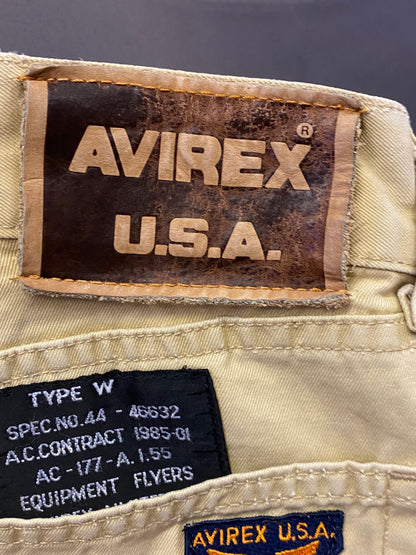 AVIREX®
U.S.A.
TYPE W
SPEC.NO.44 - 46632
A.C.CONTRACT 1985-01
AC -177-A.1.55
EQUIPMENT FLYERS
AVIREX U.S.A.